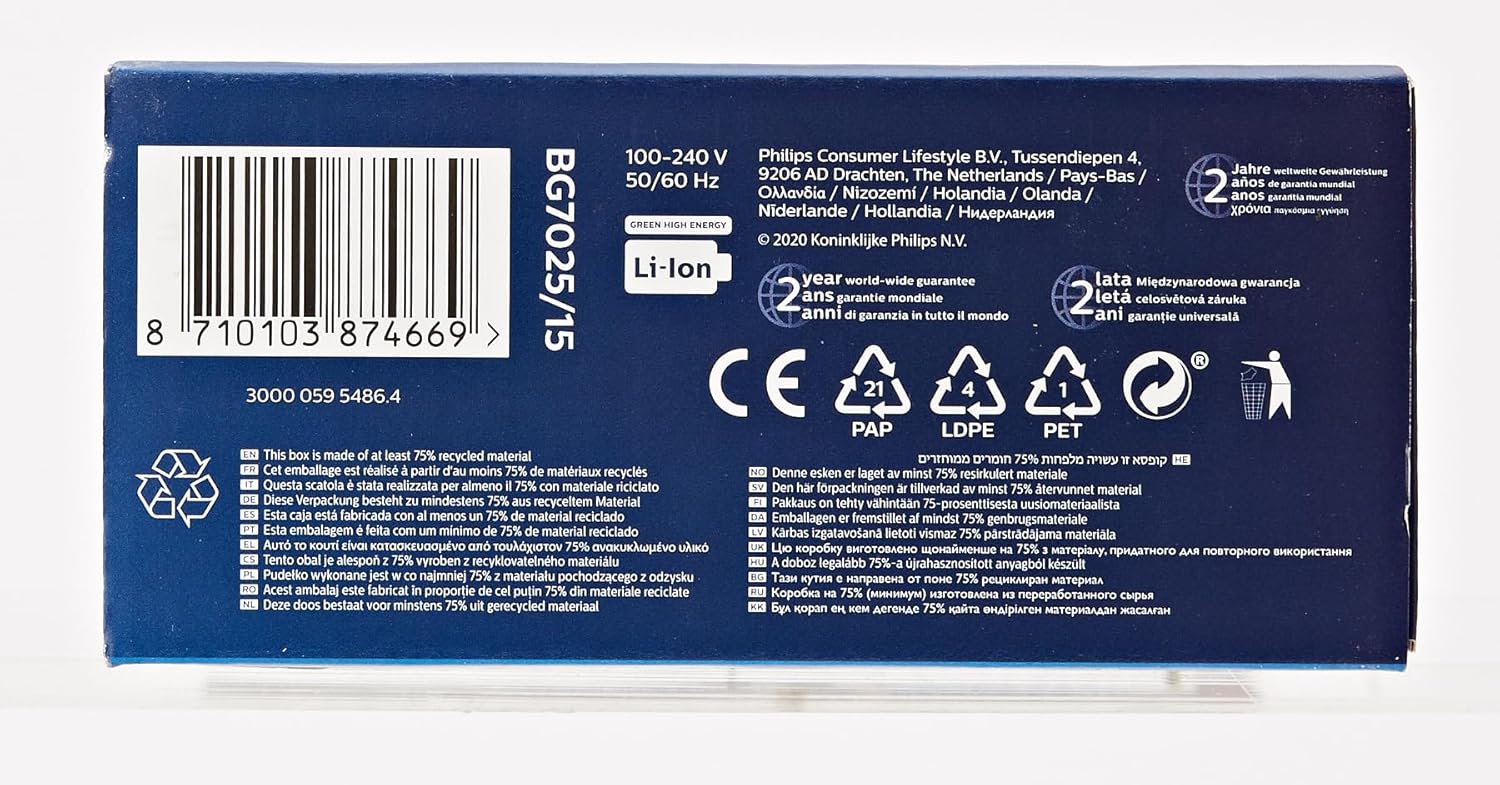 8 710103 874669 >
BG7025/15
3000 059 5486.4
100-240 V
50/60 Hz
GREEN HIGH ENERGY
Li-Ion
Philips Consumer Lifestyle B.V., Tussendiepen 4,
9206 AD Drachten, The Netherlands / Pays-Bas /
Ολλανδία / Nizozemí / Holandia / Olanda /
Nīderlande / Hollandia / Нидерландия
© 2020 Koninklijke Philips N.V.
2
Jahre weltweite Gewährleistung
años de garantia mundial
anos garantia mundial
χρόνια παγκόσμια εγγύηση
2
year world-wide guarantee
ans garantie mondiale
anni di garanzia in tutto il mondo
2
lata Międzynarodowa gwarancja
letá celosvětová záruka
ani garanție universală
CE
21
PAP
4
LDPE
1
PET
®
EN This box is made of at least 75% recycled material
FR Cet emballage est réalisé à partir d'au moins 75% de matériaux recyclés
IT Questa scatola è stata realizzata per almeno il 75% con materiale riciclato
DE Diese Verpackung besteht zu mindestens 75% aus recyceltem Material
ES Esta caja está fabricada con al menos un 75% de material reciclado
PT Esta embalagem é feita com um mínimo de 75% de material reciclado
EL Αυτό το κουτί είναι κατασκευασμένο από τουλάχιστον 75% ανακυκλωμένο υλικό
CS Tento obal je alespoň z 75% vyroben z recyklovatelného materiálu
PL Pudełko wykonane jest w co najmniej 75% z materiału pochodzącego z odzysku
RO Acest ambalaj este fabricat în proporție de cel puțin 75% din materiale reciclate
NL Deze doos bestaat voor minstens 75% uit gerecycled materiaal
HE קופסא זו עשויה מלפחות 75% חומרים ממוחזרים
NO Denne esken er laget av minst 75% resirkulert materiale
SV Den här förpackningen är tillverkad av minst 75% återvunnet material
FI Pakkaus on tehty vähintään 75-prosenttisesta uusiomateriaalista
DA Emballagen er fremstillet af mindst 75% genbrugsmateriale
LV Kārbas izgatavošanā lietoti vismaz 75% pārstrādājama materiāla
UK Цю коробку виготовлено щонайменше на 75% з матеріалу, придатного для повторного використання
HU A doboz legalább 75%-a újrahasznosított anyagból készült
BG Тази кутия е направена от поне 75% рециклиран материал
RU Коробка на 75% (минимум) изготовлена из переработанного сырья
KK Бұл қорап ең кем дегенде 75% қайта өндірілген материалдан жасалған